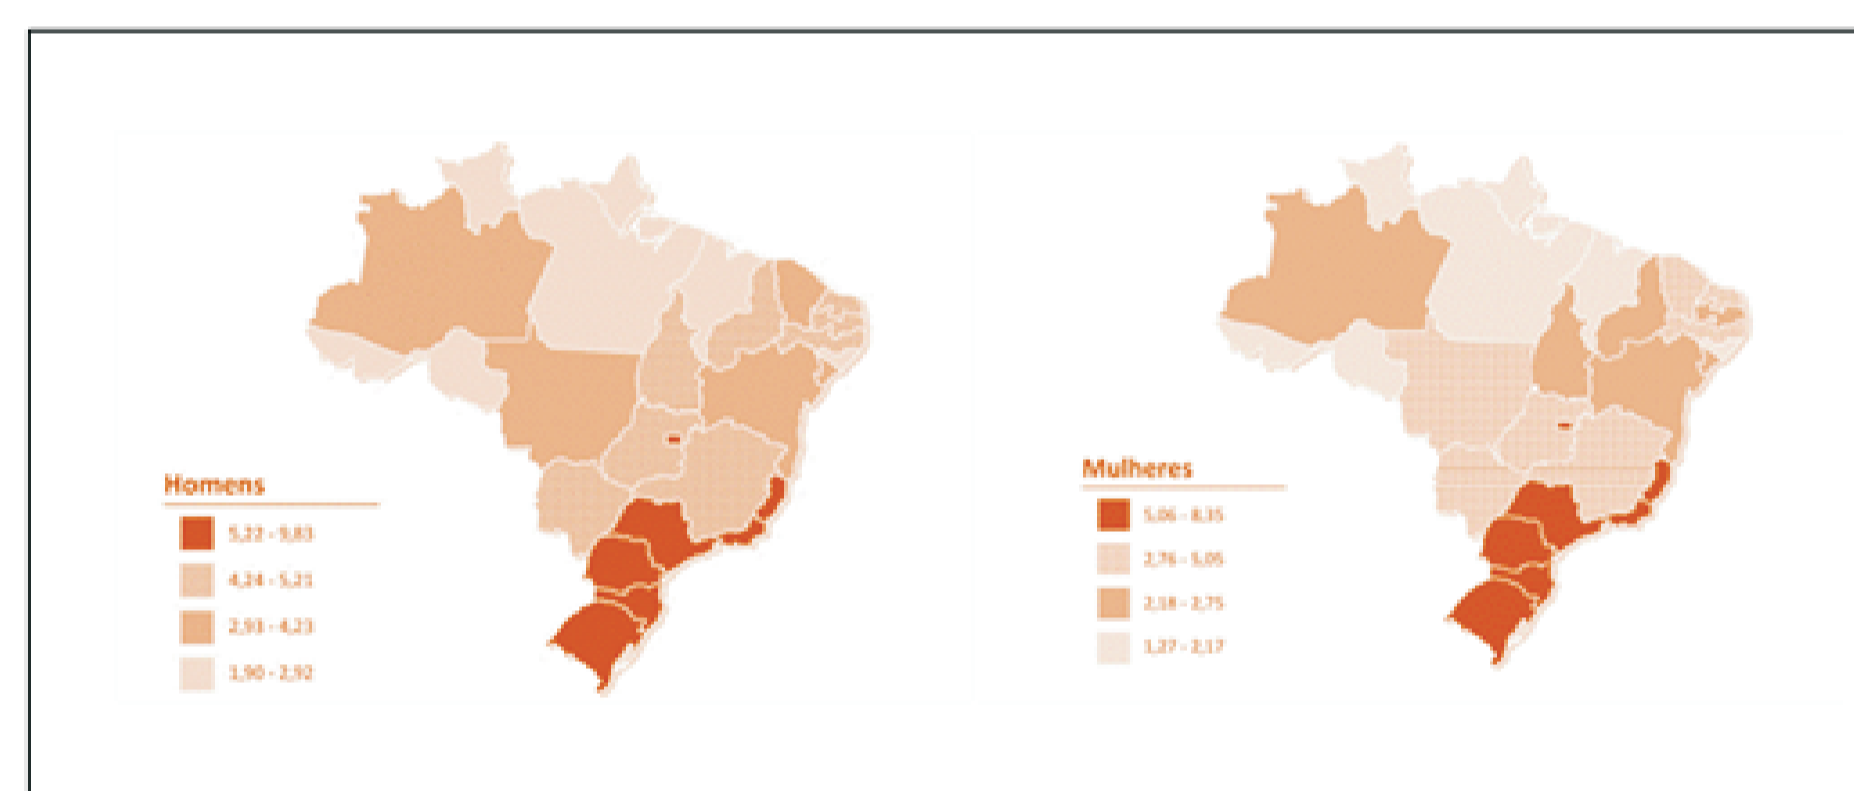 Homens
5,22 - 9,83
4,24 - 5,21
2,93 - 4,23
1,90 - 2,92
Mulheres
5,06 - 8,35
2,76 - 5,05
2,18 - 2,75
1,27 - 2,17